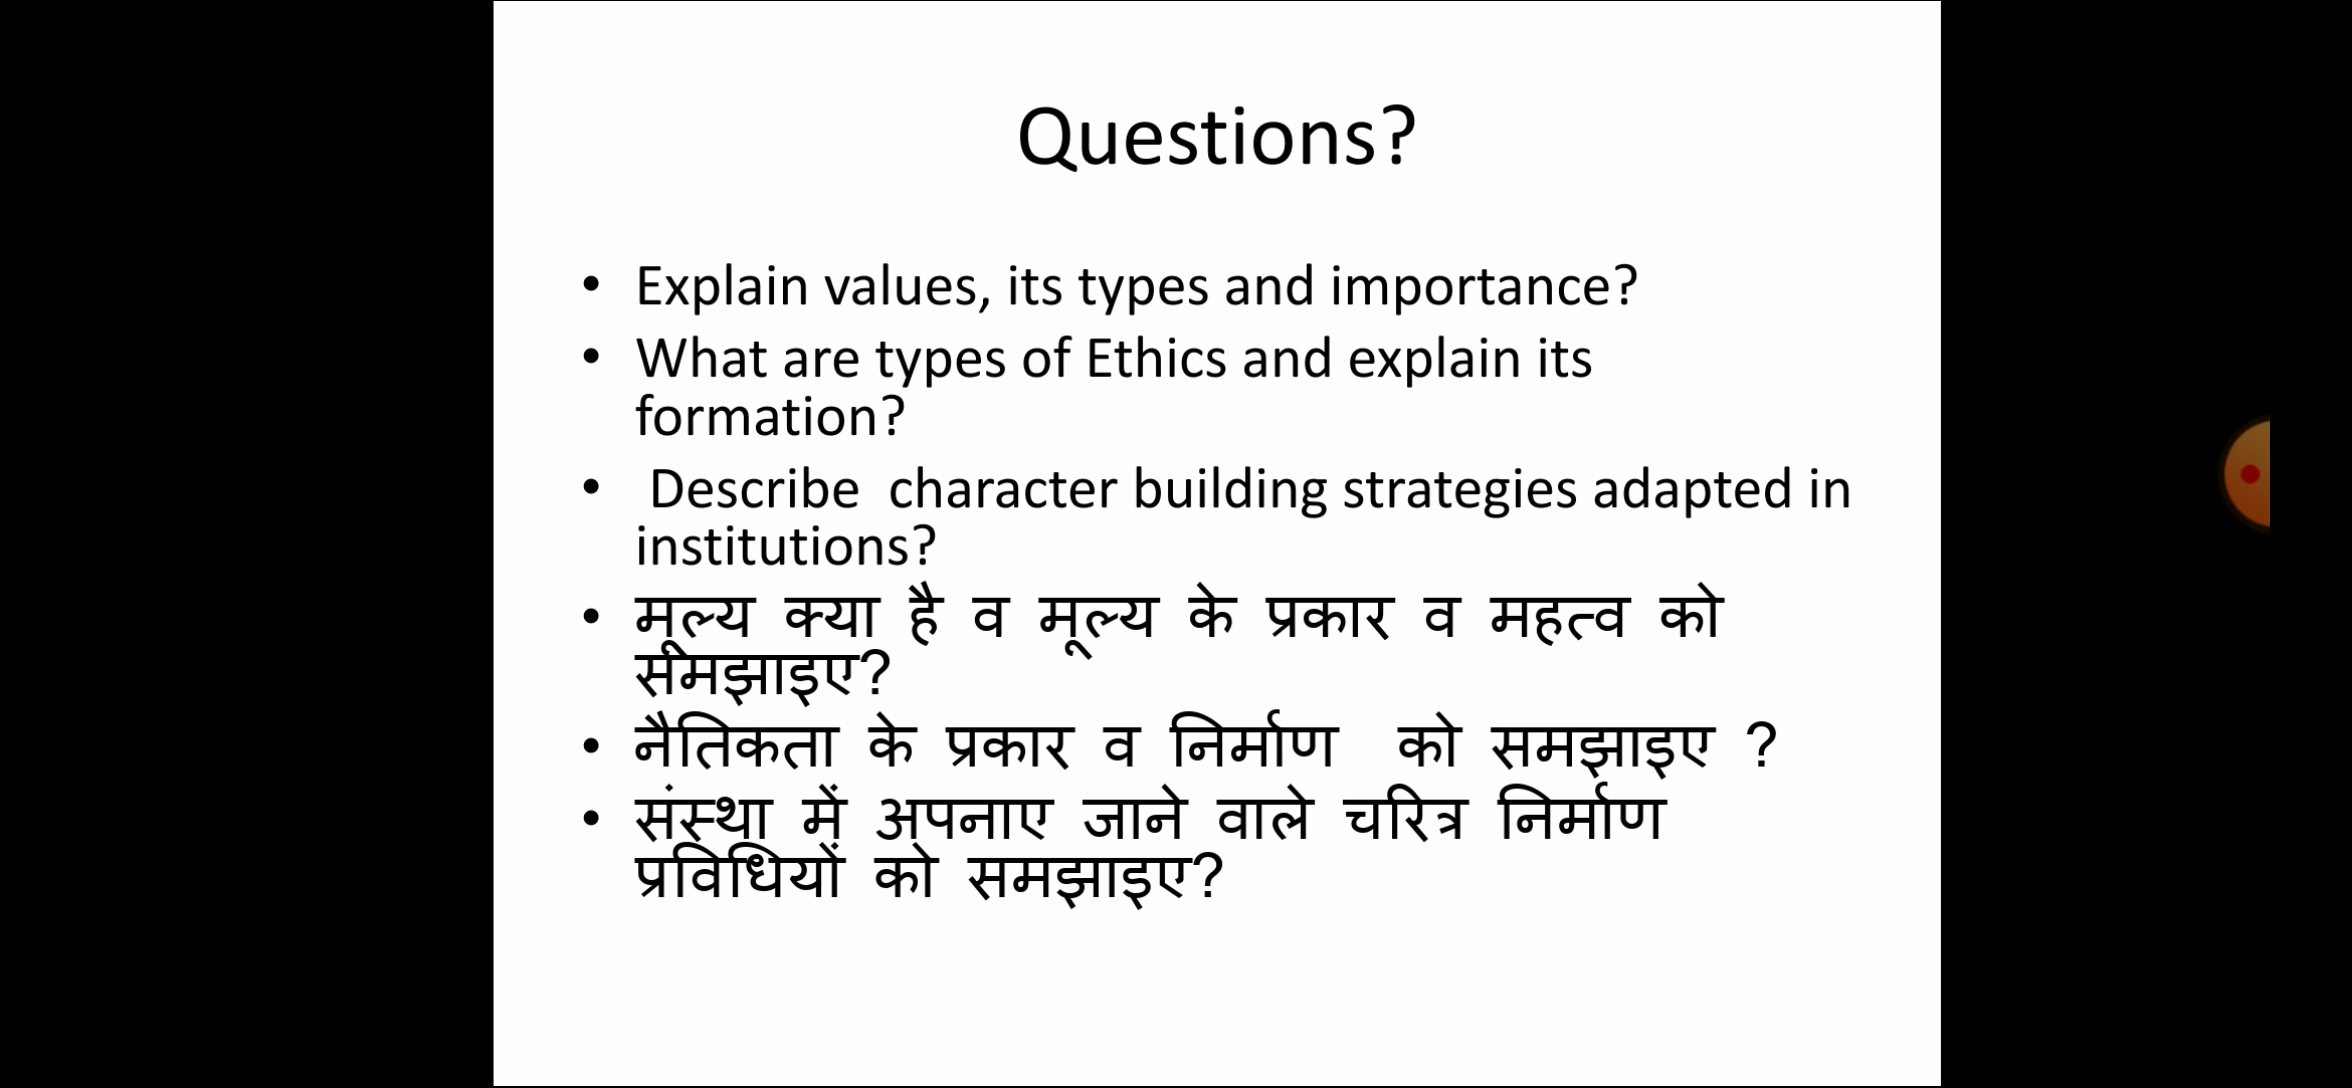 Questions?
• Explain values, its types and importance?
• What are types of Ethics and explain its
formation?
• Describe character building strategies adapted in
institutions?
• मूल्य क्या है व मूल्य के प्रकार व महत्व को
समझाइए?
• नैतिकता के प्रकार व निर्माण को समझाइए ?
• संस्था में अपनाए जाने वाले चरित्र निर्माण
प्रविधियों को समझाइए?